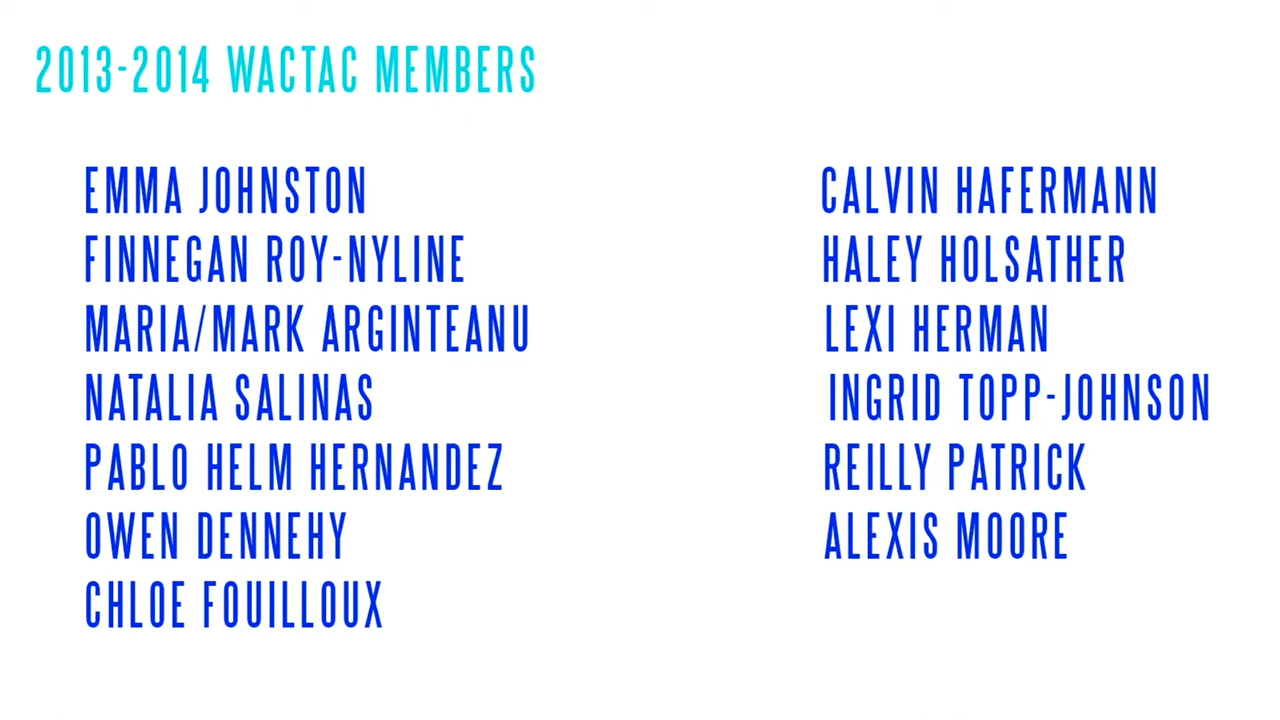 2013-2014 WACTAC MEMBERS
EMMA JOHNSTON
FINNEGAN ROY-NYLINE
MARIA/MARK ARGINTEANU
NATALIA SALINAS
PABLO HELM HERNANDEZ
OWEN DENNEHY
CHLOE FOUILLOUX
CALVIN HAFERMANN
HALEY HOLSATHER
LEXI HERMAN
INGRID TOPP-JOHNSON
REILLY PATRICK
ALEXIS MOORE